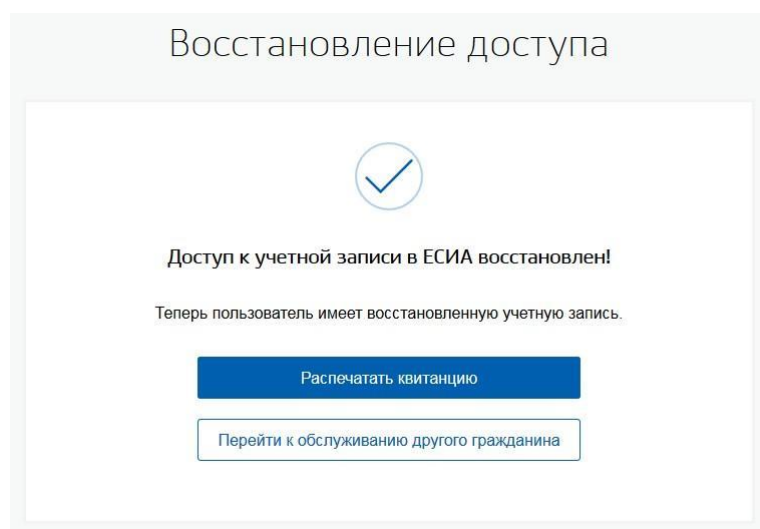 Восстановление доступа
Доступ к учетной записи в ЕСИА восстановлен!
Теперь пользователь имеет восстановленную учетную запись.
Распечатать квитанцию
Перейти к обслуживанию другого гражданина